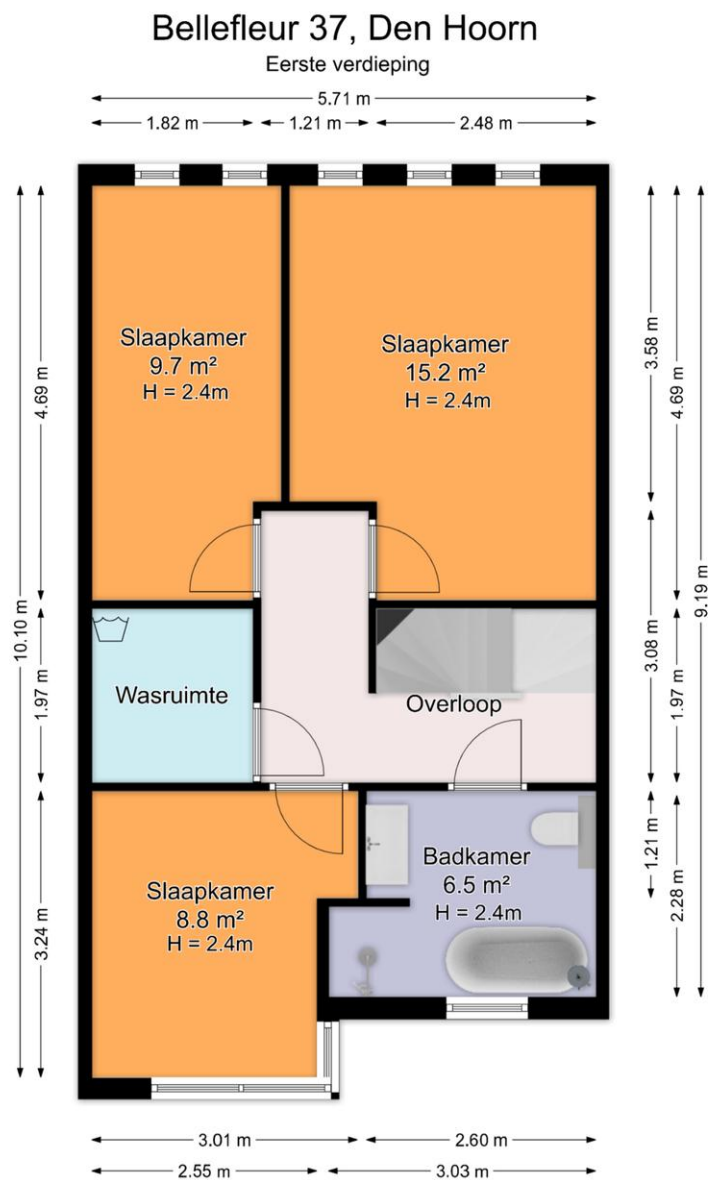 Bellefleur 37, Den Hoorn
Eerste verdieping
5.71 m
1.82 m
1.21 m
2.48 m
Slaapkamer
9.7 m²
H = 2.4m
Slaapkamer
15.2 m²
H = 2.4m
10.10 m
4.69 m
1.97 m
3.24 m
3.58 m
3.08 m
1.21 m
4.69 m
1.97 m
2.28 m
9.19 m
Wasruimte
Overloop
Slaapkamer
8.8 m²
H = 2.4m
Badkamer
6.5 m²
H = 2.4m
3.01 m
2.60 m
2.55 m
3.03 m